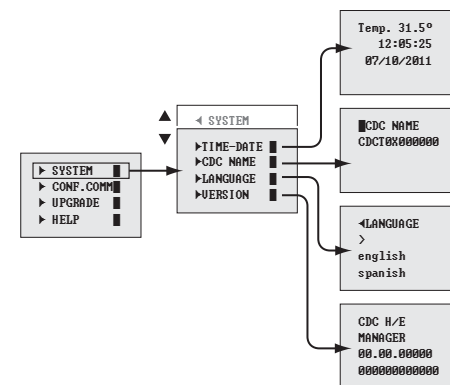 SYSTEM
CONF.COMM
UPGRADE
HELP
SYSTEM
TIME-DATE
CDC NAME
LANGUAGE
VERSION
Temp. 31.5º
12:05:25
07/10/2011
CDC NAME
CDCT0X000000
LANGUAGE
>
english
spanish
CDC H/E
MANAGER
00.00.00000
000000000000